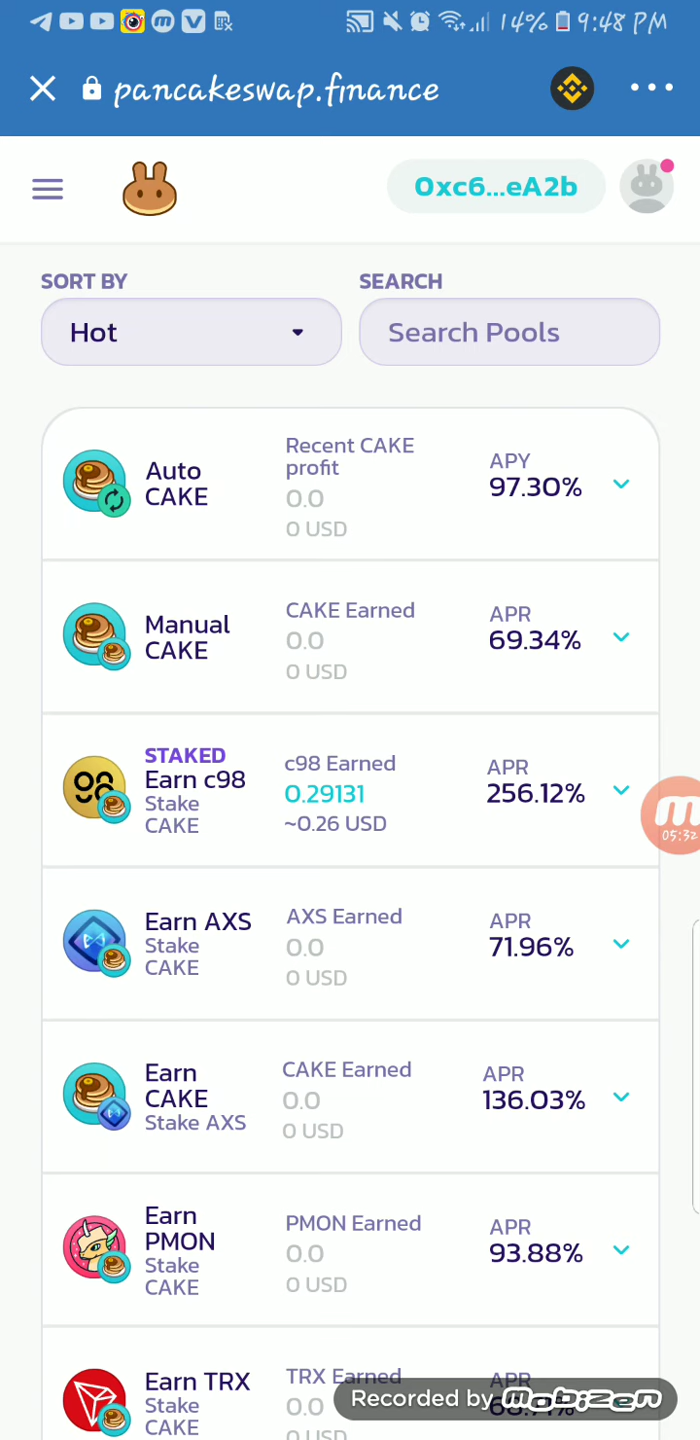 14% 9:48 PM
pancakeswap.finance
0xc6...eA2b
SORT BY
SEARCH
Hot
Search Pools
Auto
CAKE
Recent CAKE
profit
0.0
0 USD
APY
97.30%
Manual
CAKE
CAKE Earned
0.0
0 USD
APR
69.34%
STAKED
Earn c98
Stake
CAKE
c98 Earned
0.29131
~0.26 USD
APR
256.12%
m
05:32
Earn AXS
Stake
CAKE
AXS Earned
0.0
0 USD
APR
71.96%
Earn
CAKE
Stake AXS
CAKE Earned
0.0
0 USD
APR
136.03%
Earn
PMON
Stake
CAKE
PMON Earned
0.0
0 USD
APR
93.88%
Earn TRX
Stake
CAKE
TRX Earned
0.0
0 USD
APR
Recorded by mobizen